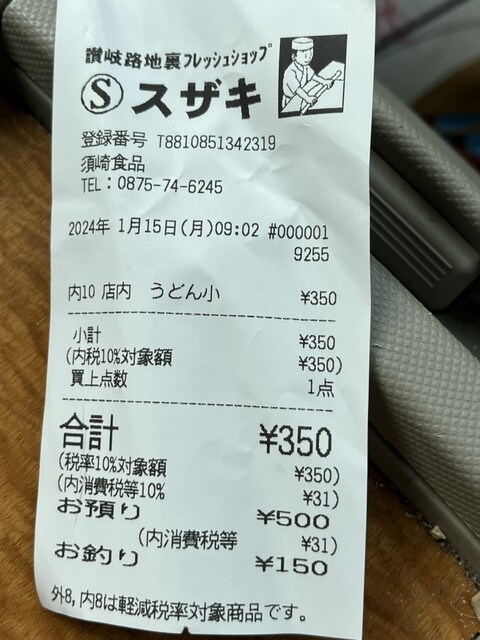 讃岐路地裏フレッシュショップ
Ⓢ スザキ
登録番号 T8810851342319
須崎食品
TEL：0875-74-6245
2024年 1月15日(月)09:02 #000001
9255
内10 店内 うどん小 ¥350
小計 ¥350
(内税10%対象額 ¥350)
買上点数 1点
合計 ¥350
(税率10%対象額 ¥350)
(内消費税等10% ¥31)
お預り ¥500
(内消費税等 ¥31)
お釣り ¥150
外8,内8は軽減税率対象商品です。